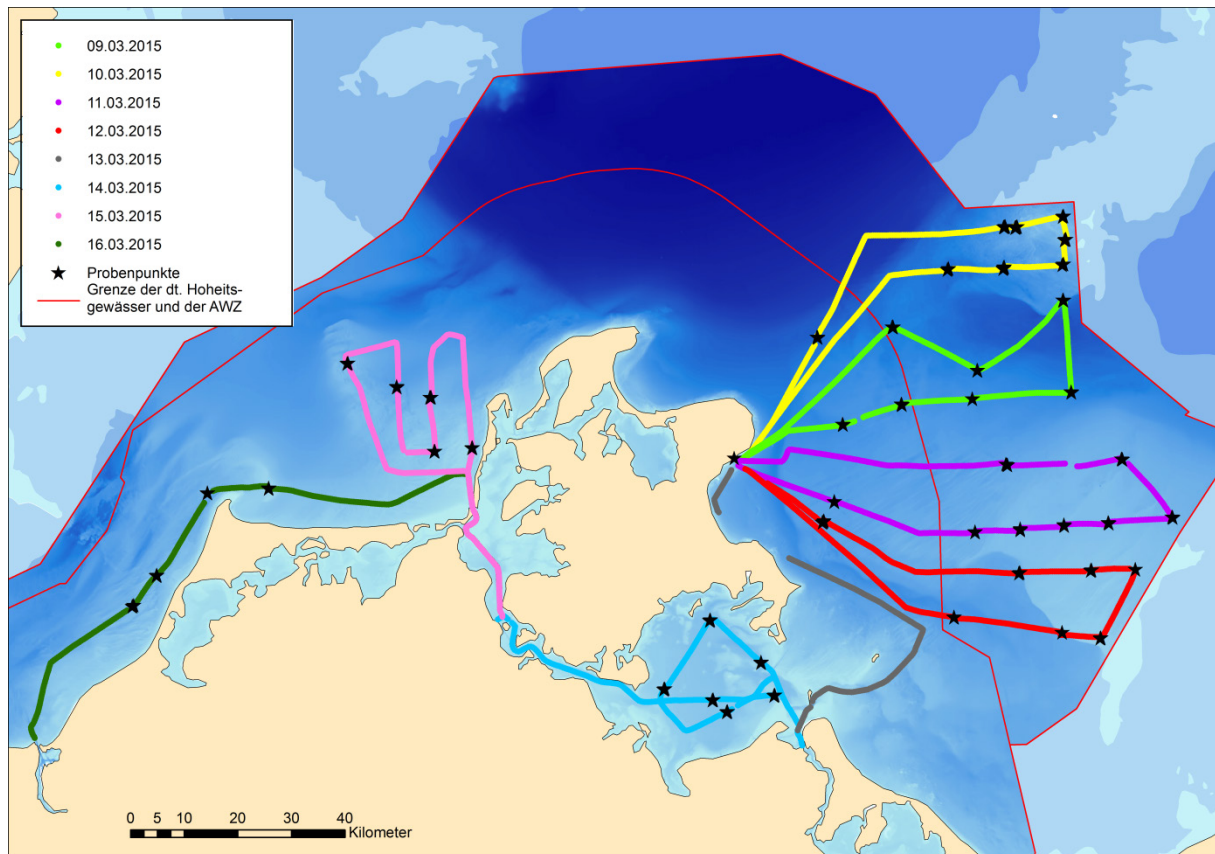 09.03.2015
10.03.2015
11.03.2015
12.03.2015
13.03.2015
14.03.2015
15.03.2015
16.03.2015
Probenpunkte
Grenze der dt. Hoheits-
gewässer und der AWZ
0 5 10 20 30 40
Kilometer